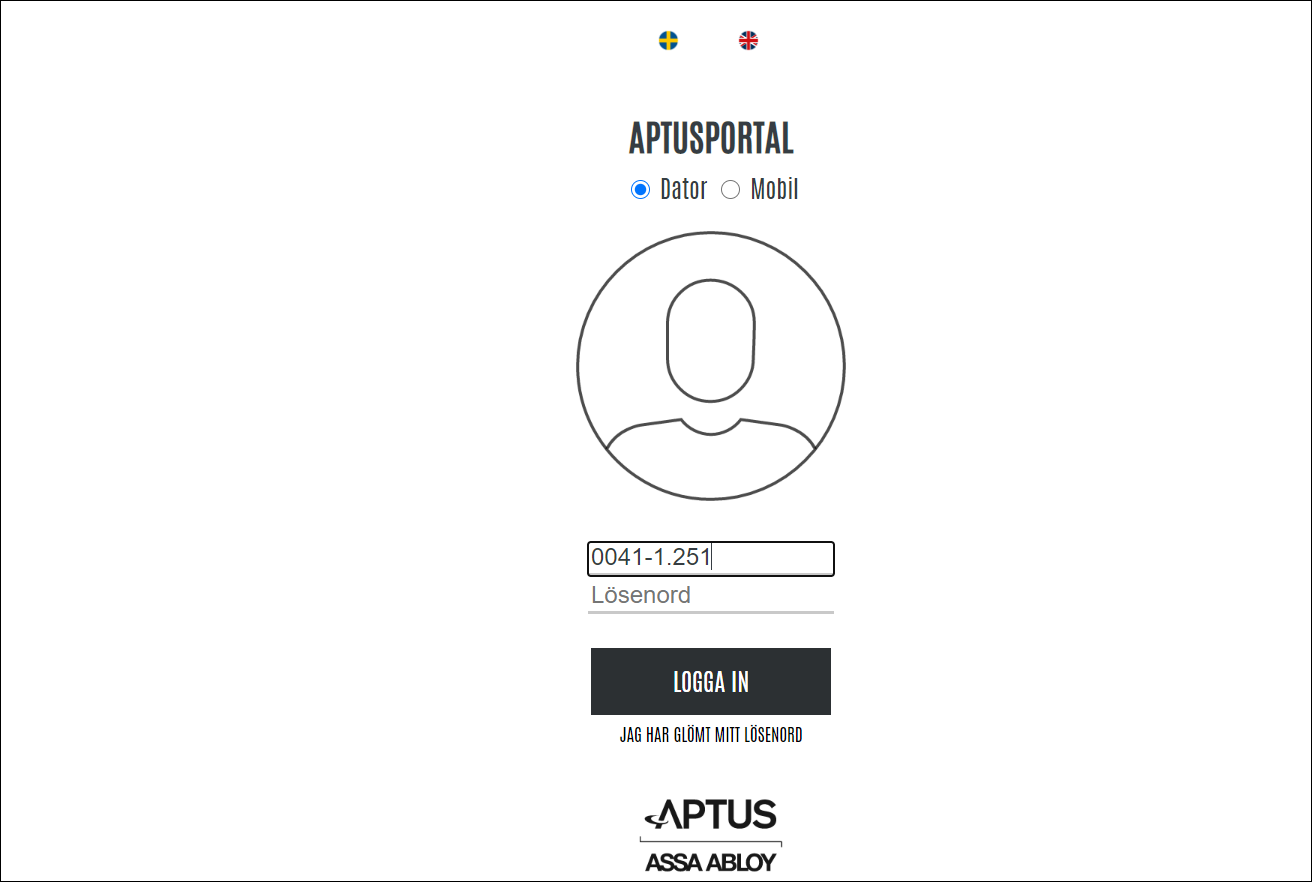 APTUSPORTAL
Dator Mobil
0041-1.251
Lösenord
LOGGA IN
JAG HAR GLÖMT MITT LÖSENORD
APTUS
ASSA ABLOY